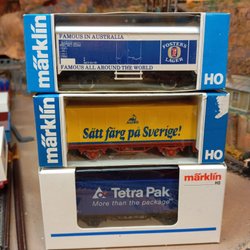 märklin
FAMOUS IN AUSTRALIA
FOSTER'S
LAGER
FAMOUS ALL AROUND THE WORLD
HO
märklin
Sätt färg på Sverige!
HO
Tetra Pak
More than the package
märklin
HO